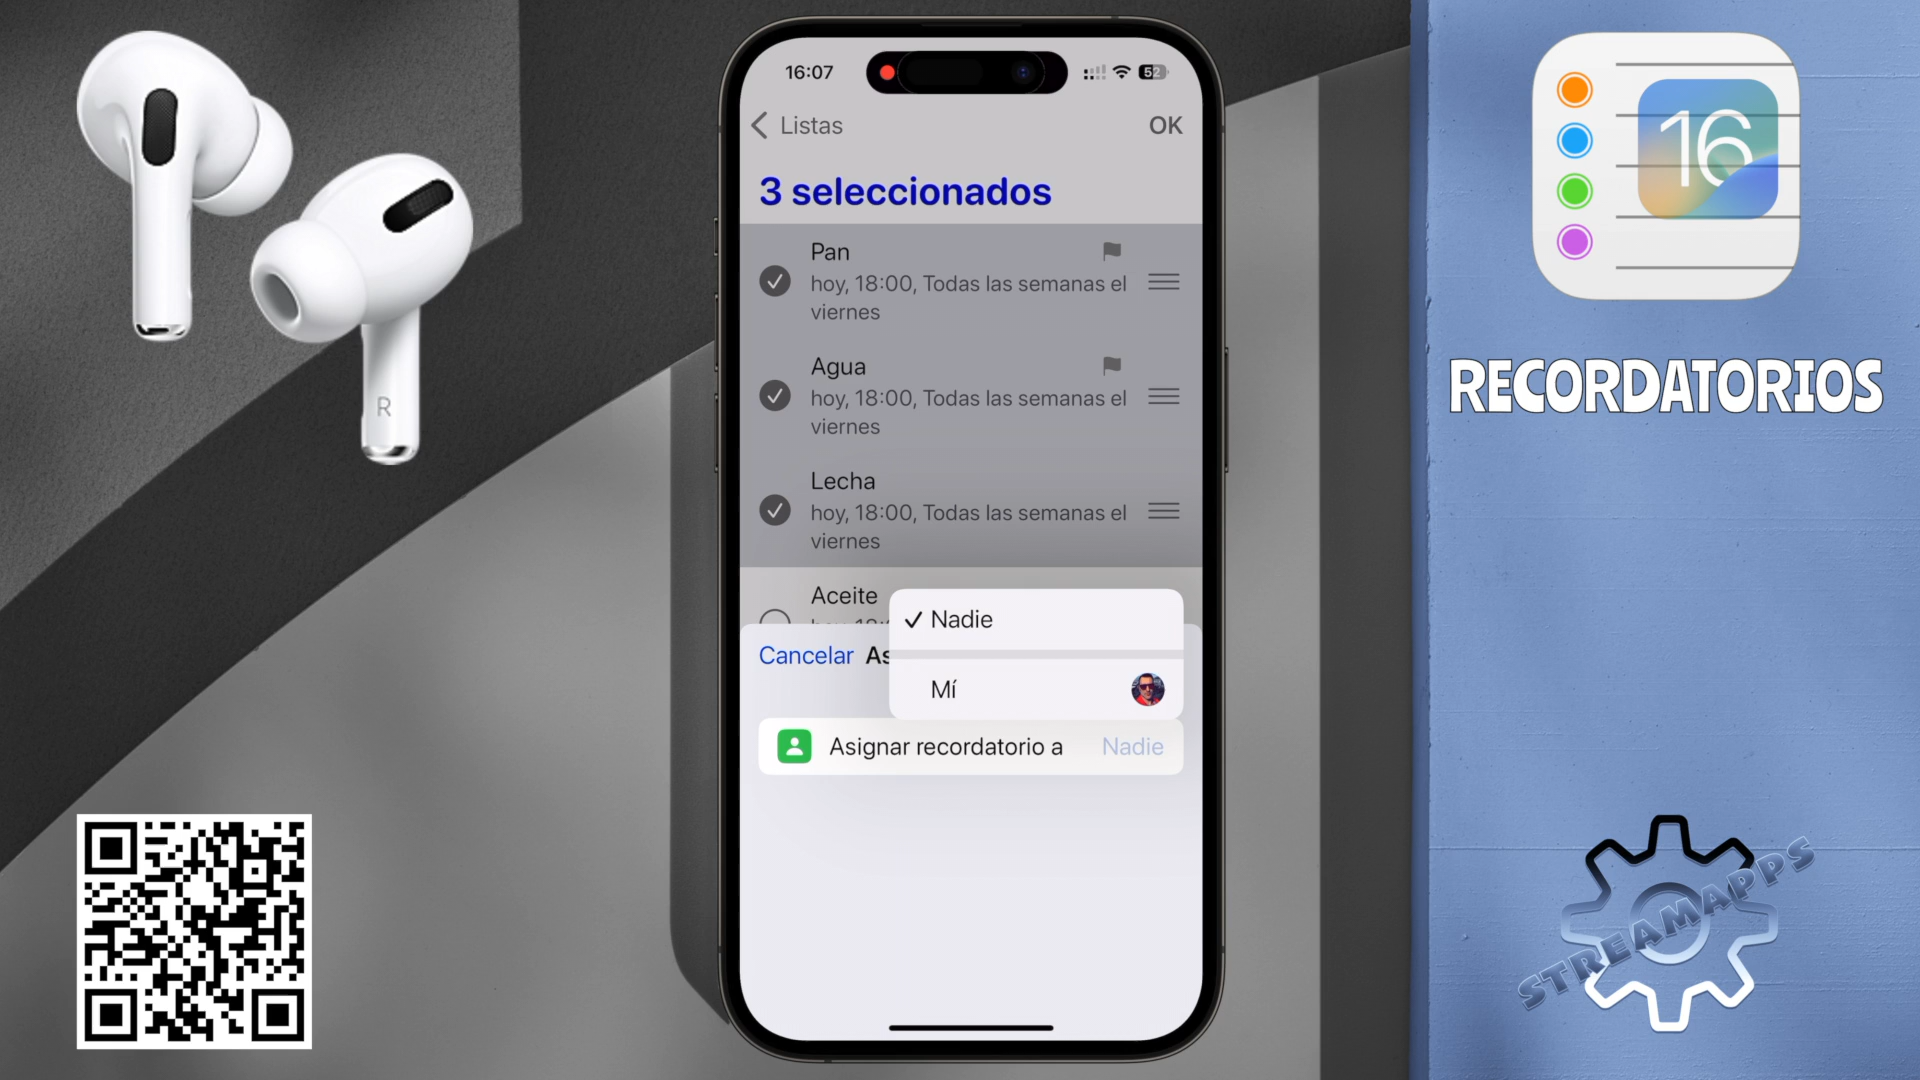 16:07
52
Listas
OK
3 seleccionados
Pan
hoy, 18:00, Todas las semanas el
viernes
Agua
hoy, 18:00, Todas las semanas el
viernes
Lecha
hoy, 18:00, Todas las semanas el
viernes
Aceite
Nadie
Cancelar
Mí
Asignar recordatorio a
Nadie
R
16
RECORDATORIOS
STREAMAPPS